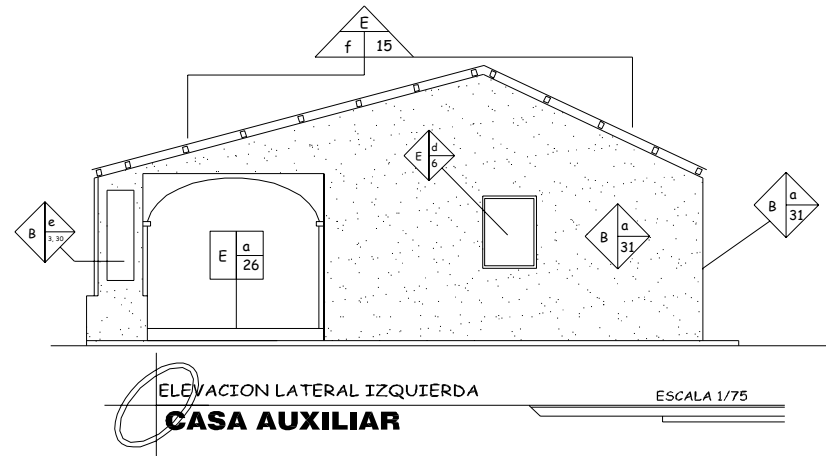 E
f 15
E d 6
B e 3, 30
E a 26
B a 31
B a 31
ELEVACION LATERAL IZQUIERDA
ESCALA 1/75
CASA AUXILIAR